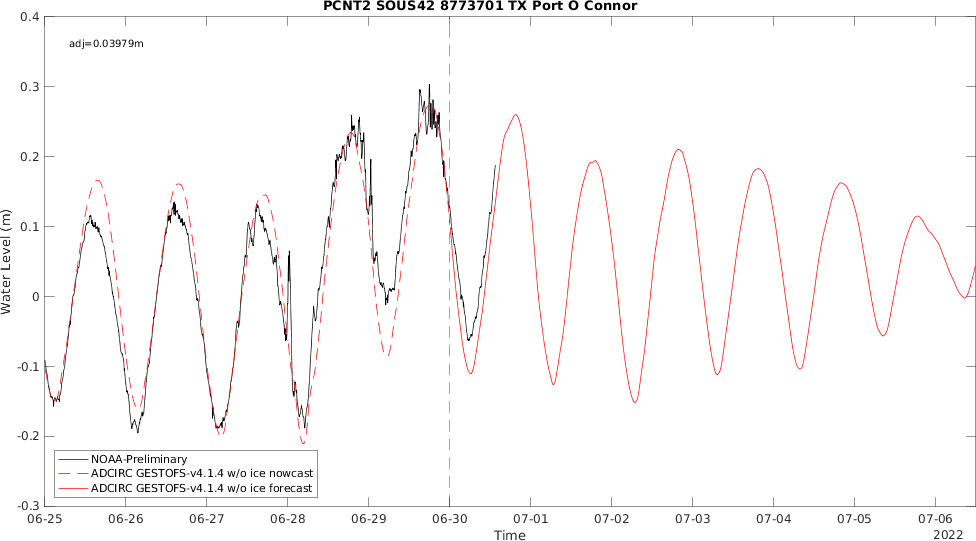 PCNT2 SOUS42 8773701 TX Port O Connor
adj=0.03979m
0.4
0.3
0.2
0.1
0
-0.1
-0.2
-0.3
Water Level (m)
NOAA-Preliminary
ADCIRC GESTOFS-v4.1.4 w/o ice nowcast
ADCIRC GESTOFS-v4.1.4 w/o ice forecast
06-25 06-26 06-27 06-28 06-29 06-30 07-01 07-02 07-03 07-04 07-05 07-06
Time
2022